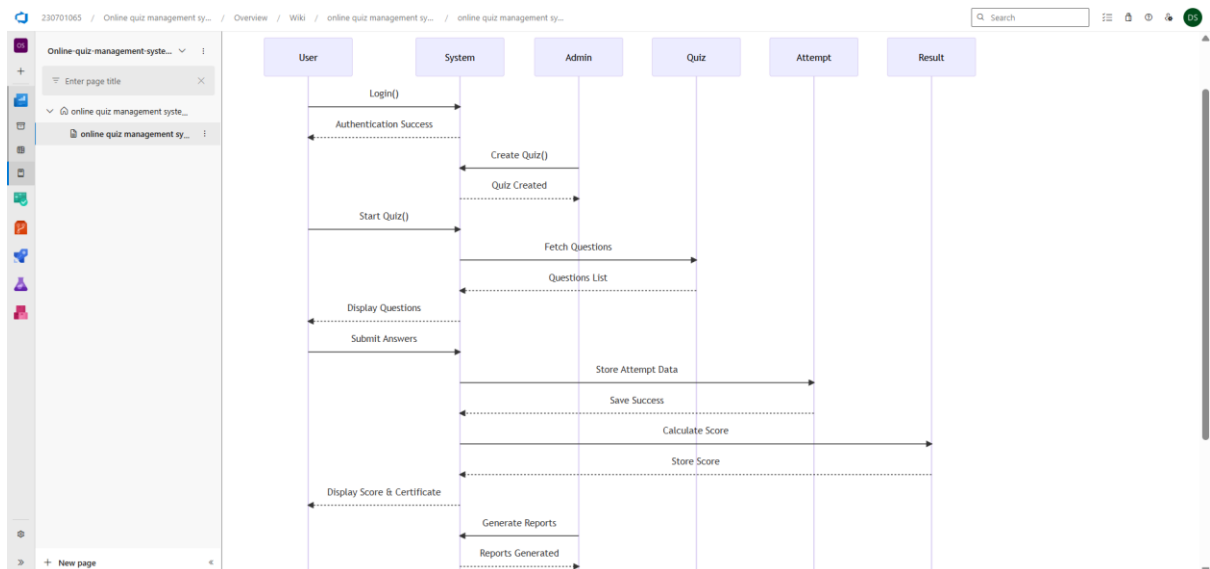 230701065 / Online quiz management sy... / Overview / Wiki / online quiz management sy... / online quiz management sy...
Search
DS
OS
Online-quiz-management-syste...
Enter page title
online quiz management syste...
online quiz management sy...
User System Admin Quiz Attempt Result
Login()
Authentication Success
Create Quiz()
Quiz Created
Start Quiz()
Fetch Questions
Questions List
Display Questions
Submit Answers
Store Attempt Data
Save Success
Calculate Score
Store Score
Display Score & Certificate
Generate Reports
Reports Generated
+ New page